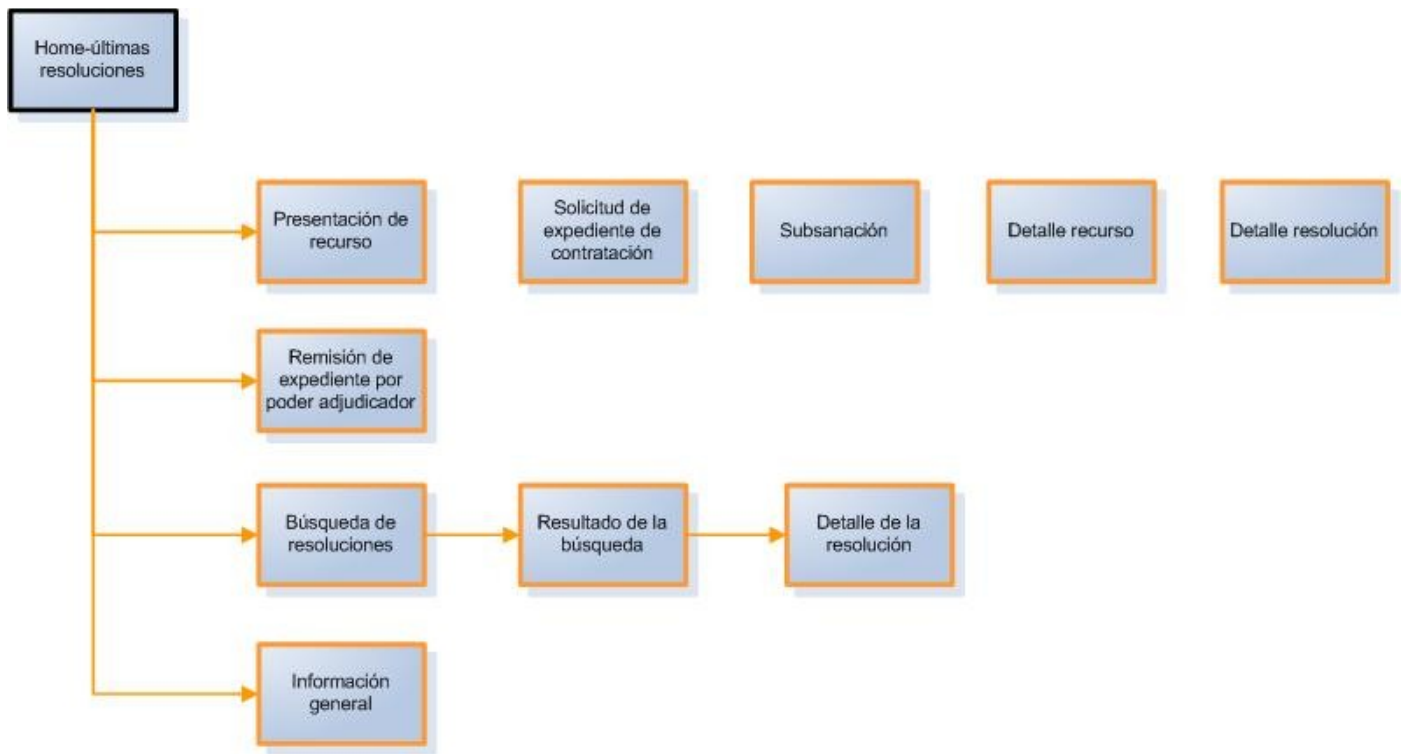 Home-últimas
resoluciones
Presentación de
recurso
Solicitud de
expediente de
contratación
Subsanación
Detalle recurso
Detalle resolución
Remisión de
expediente por
poder adjudicador
Búsqueda de
resoluciones
Resultado de la
búsqueda
Detalle de la
resolución
Información
general